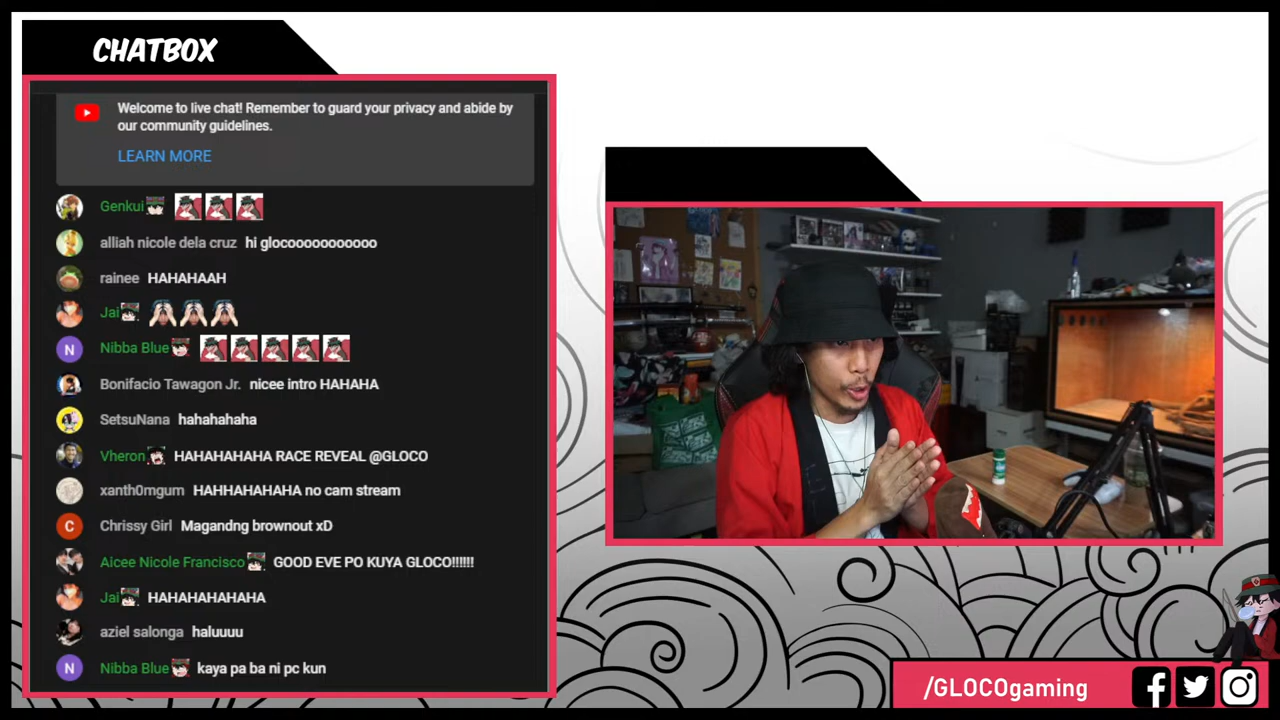 CHATBOX
Welcome to live chat! Remember to guard your privacy and abide by
our community guidelines.
LEARN MORE
Genkui
alliah nicole dela cruz hi glocooooooooooo
rainee HAHAHAAH
Jai
N Nibba Blue
Bonifacio Tawagon Jr. nicee intro HAHAHA
SetsuNana hahahahaha
Vheron HAHAHAHAHA RACE REVEAL @GLOCO
xanth0mgum HAHHAHAHAHA no cam stream
C Chrissy Girl Magandng brownout xD
Aicee Nicole Francisco GOOD EVE PO KUYA GLOCO!!!!!!
Jai HAHAHAHAHAHA
aziel salonga haluuuu
N Nibba Blue kaya pa ba ni pc kun
/GLOCOgaming